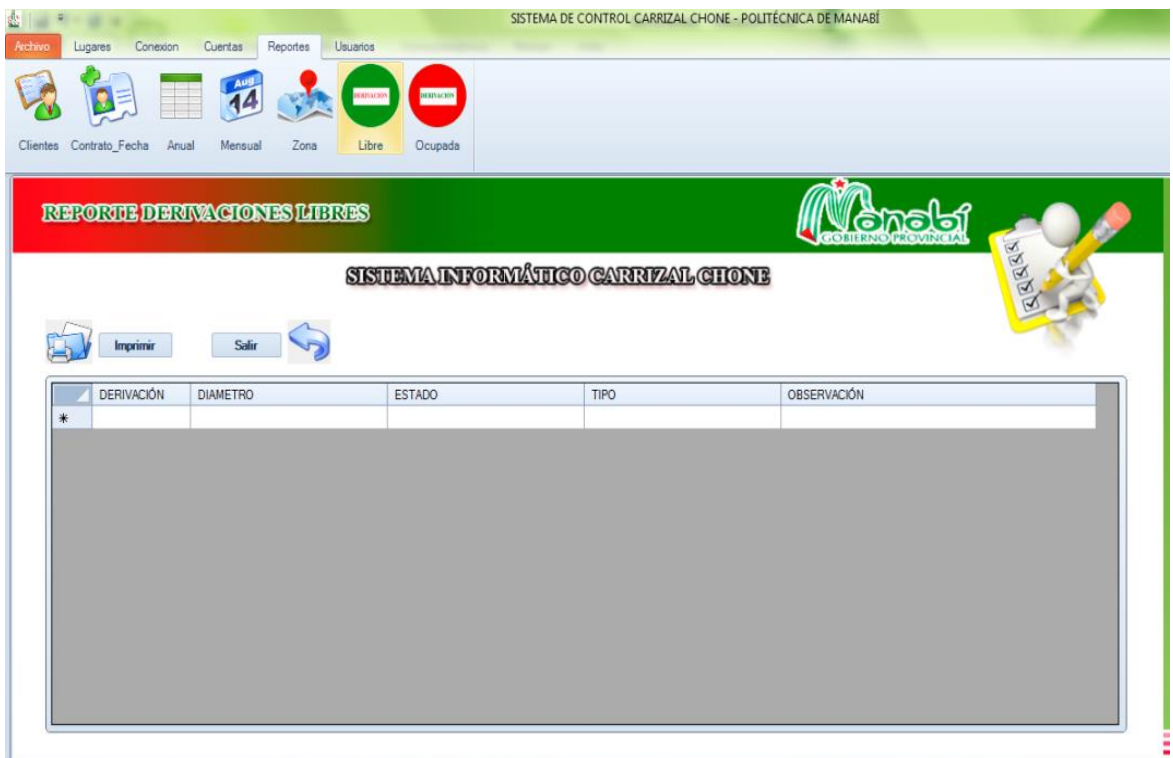 SISTEMA DE CONTROL CARRIZAL CHONE - POLITÉCNICA DE MANABÍ
Archivo Lugares Conexion Cuentas Reportes Usuarios
Aug
14
DERIVACIÓN DERIVACIÓN
Clientes Contrato_Fecha Anual Mensual Zona Libre Ocupada
REPORTE DERIVACIONES LIBRES
Manabí
GOBIERNO PROVINCIAL
SISTEMA INFORMÁTICO CARRIZAL CHONE
Imprimir Salir
DERIVACIÓN DIAMETRO ESTADO TIPO OBSERVACIÓN
*